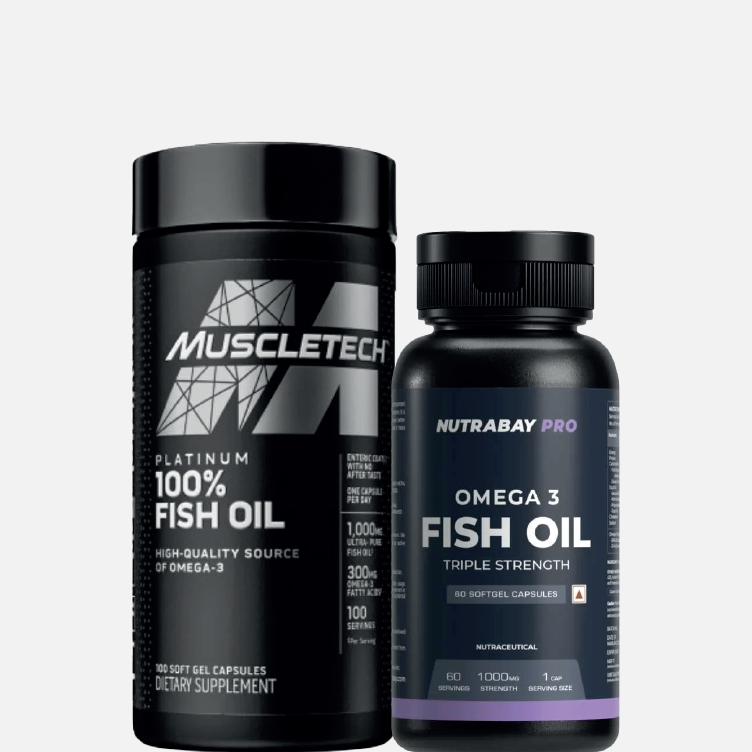 MUSCLETECH
PLATINUM
100%
FISH OIL
HIGH-QUALITY SOURCE
OF OMEGA-3
100 SOFT GEL CAPSULES
DIETARY SUPPLEMENT
ENTERIC COATED
WITH NO
AFTER TASTE
ONE CAPSULE
PER DAY
1,000MG
ULTRA-PURE
FISH OIL§
300MG
OMEGA-3
FATTY ACIDS§
100
SERVINGS
§Per Serving
NUTRABAY PRO
OMEGA 3
FISH OIL
TRIPLE STRENGTH
60 SOFTGEL CAPSULES
NUTRACEUTICAL
60 1000MG 1 CAP
SERVINGS STRENGTH SERVING SIZE